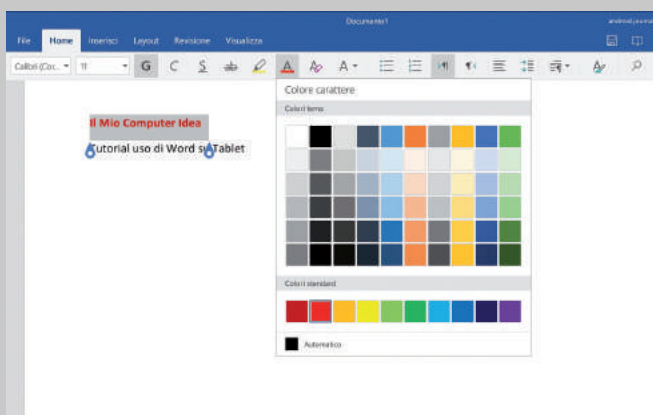 Documento1
File Home Inserisci Layout Revisione Visualizza
Calibri (Cor... 11 G C S ab A A A
Colore carattere
Colori tema
Il Mio Computer Idea
Tutorial uso di Word su Tablet
Colori standard
Automatico